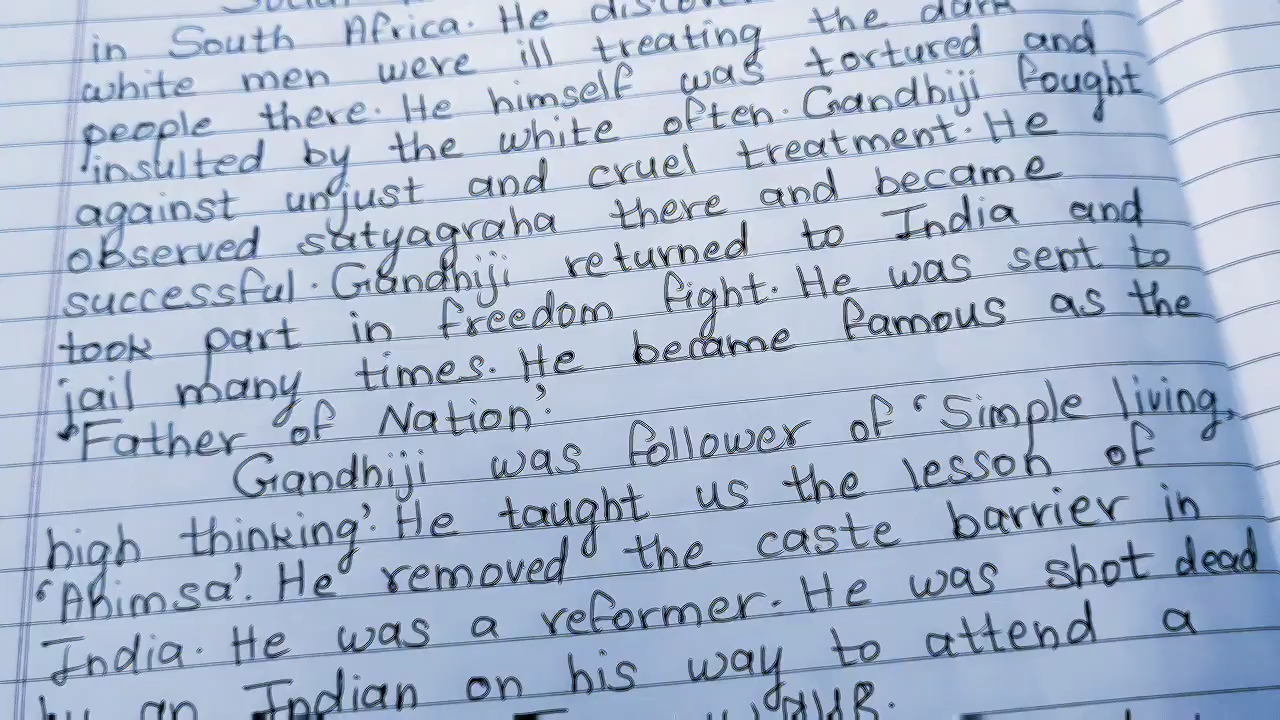 Social
in South Africa. He
white men were ill treating the dark
people there. He himself was tortured and
insulted by the white often. Gandhiji fought
against unjust and cruel treatment. He
observed satyagraha there and became
successful. Gandhiji returned to India and
took part in freedom fight. He was sent to
jail many times. He became famous as the
'Father of Nation'.
Gandhiji was follower of 'Simple living,
high thinking'. He taught us the lesson of
'Ahimsa'. He removed the caste barrier in
India. He was a reformer. He was shot dead
by an Indian on his way to attend a